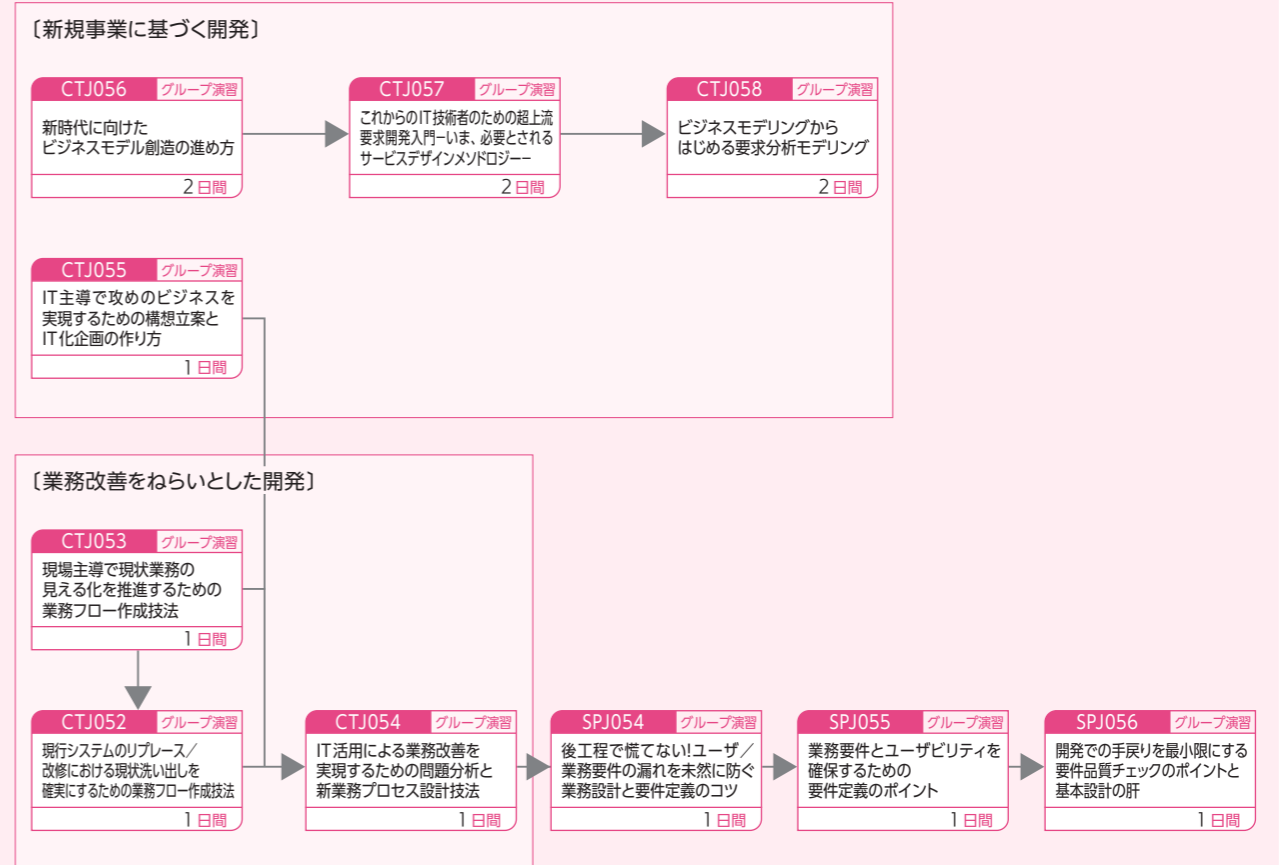 〔新規事業に基づく開発〕
CTJ056 グループ演習
新時代に向けた
ビジネスモデル創造の進め方
2日間
CTJ057 グループ演習
これからのIT技術者のための超上流
要求開発入門ーいま、必要とされる
サービスデザインメソドロジーー
2日間
CTJ058 グループ演習
ビジネスモデリングから
はじめる要求分析モデリング
2日間
CTJ055 グループ演習
IT主導で攻めのビジネスを
実現するための構想立案と
IT化企画の作り方
1日間
〔業務改善をねらいとした開発〕
CTJ053 グループ演習
現場主導で現状業務の
見える化を推進するための
業務フロー作成技法
1日間
CTJ052 グループ演習
現行システムのリプレース/
改修における現状洗い出しを
確実にするための業務フロー作成技法
1日間
CTJ054 グループ演習
IT活用による業務改善を
実現するための問題分析と
新業務プロセス設計技法
1日間
SPJ054 グループ演習
後工程で慌てない!ユーザ/
業務要件の漏れを未然に防ぐ
業務設計と要件定義のコツ
1日間
SPJ055 グループ演習
業務要件とユーザビリティを
確保するための
要件定義のポイント
1日間
SPJ056 グループ演習
開発での手戻りを最小限にする
要件品質チェックのポイントと
基本設計の肝
1日間